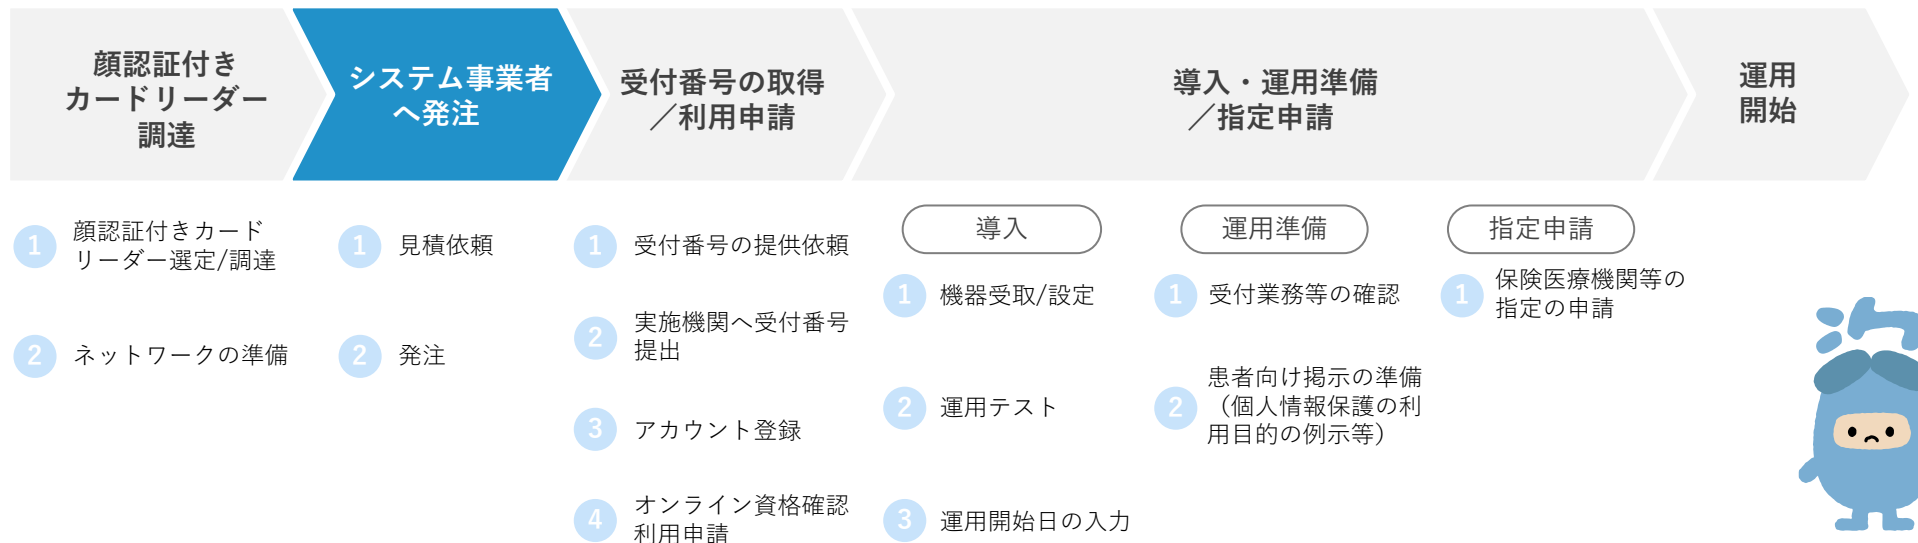 顔認証付き
カードリーダー
調達
システム事業者
へ発注
受付番号の取得
／利用申請
導入・運用準備
／指定申請
運用
開始
1 顔認証付きカード
リーダー選定/調達
2 ネットワークの準備
1 見積依頼
2 発注
1 受付番号の提供依頼
2 実施機関へ受付番号
提出
3 アカウント登録
4 オンライン資格確認
利用申請
導入
1 機器受取/設定
2 運用テスト
3 運用開始日の入力
運用準備
1 受付業務等の確認
2 患者向け掲示の準備
（個人情報保護の利
用目的の例示等）
指定申請
1 保険医療機関等の
指定の申請